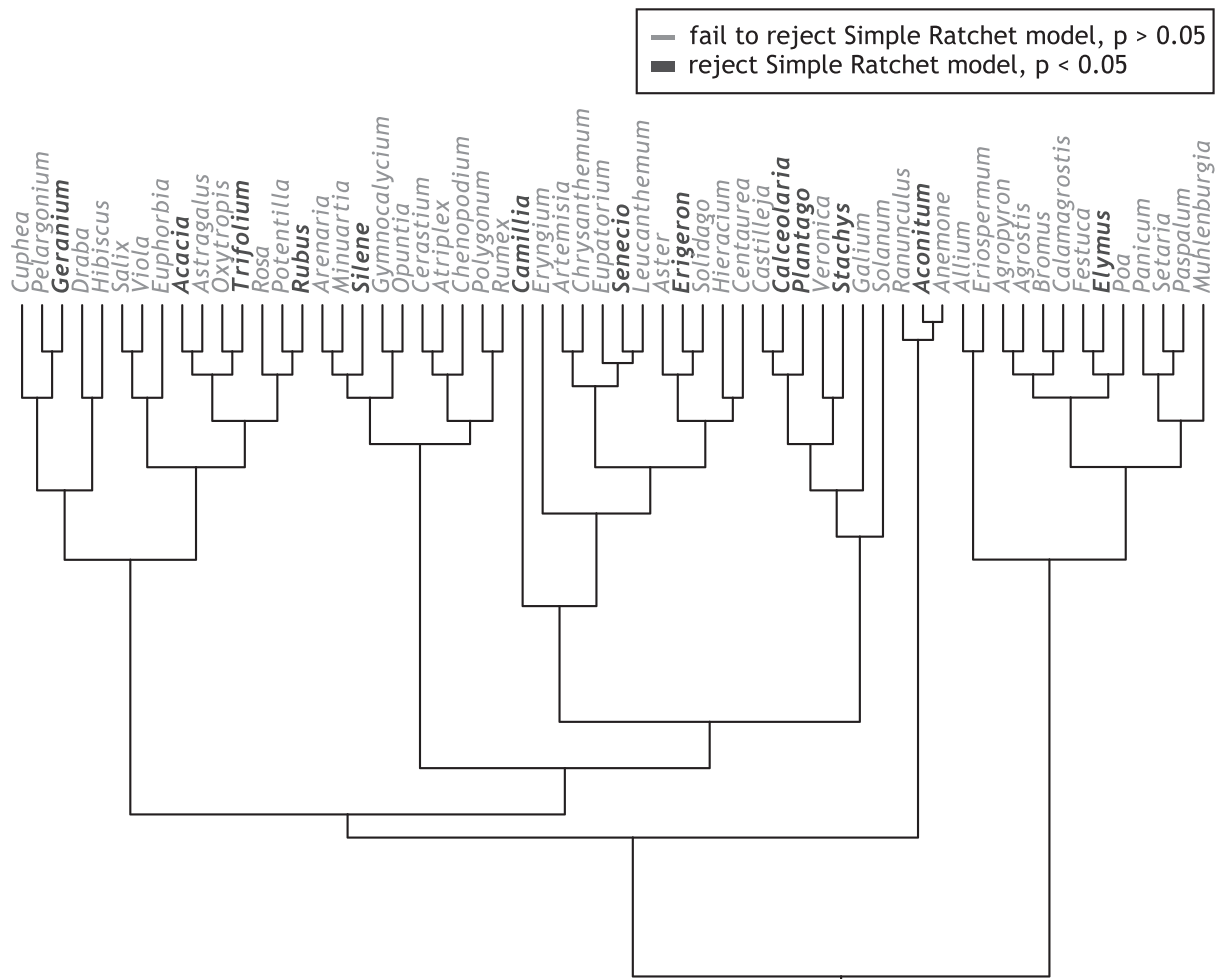 fail to reject Simple Ratchet model, p > 0.05
reject Simple Ratchet model, p < 0.05
Cuphea
Pelargonium
Geranium
Draba
Hibiscus
Salix
Viola
Euphorbia
Acacia
Astragalus
Oxytropis
Trifolium
Rosa
Potentilla
Rubus
Arenaria
Minuartia
Silene
Gymnocalycium
Opuntia
Cerastium
Atriplex
Chenopodium
Polygonum
Rumex
Camillia
Eryngium
Artemisia
Chrysanthemum
Eupatorium
Senecio
Leucanthemum
Aster
Erigeron
Solidago
Hieracium
Centaurea
Castilleja
Calceolaria
Plantago
Veronica
Stachys
Galium
Solanum
Ranunculus
Aconitum
Anemone
Allium
Eriospermum
Agropyron
Agrostis
Bromus
Calamagrostis
Festuca
Elymus
Poa
Panicum
Setaria
Paspalum
Muhlenburgia